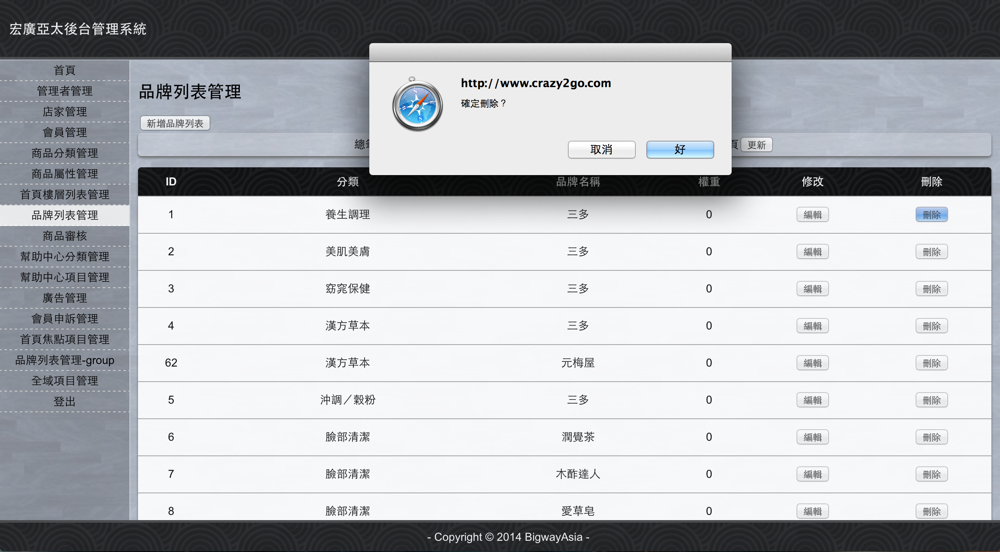 宏廣亞太後台管理系統
http://www.crazy2go.com
確定刪除？
取消 好
首頁
管理者管理
店家管理
會員管理
商品分類管理
商品屬性管理
首頁樓層列表管理
品牌列表管理
商品審核
幫助中心分類管理
幫助中心項目管理
廣告管理
會員申訴管理
首頁焦點項目管理
品牌列表管理-group
全域項目管理
登出
品牌列表管理
新增品牌列表
總 頁 更新
ID 分類 品牌名稱 權重 修改 刪除
1 養生調理 三多 0 編輯 刪除
2 美肌美膚 三多 0 編輯 刪除
3 窈窕保健 三多 0 編輯 刪除
4 漢方草本 三多 0 編輯 刪除
62 漢方草本 元梅屋 0 編輯 刪除
5 沖調／穀粉 三多 0 編輯 刪除
6 臉部清潔 潤覺茶 0 編輯 刪除
7 臉部清潔 木酢達人 0 編輯 刪除
8 臉部清潔 愛草皂 0 編輯 刪除
- Copyright © 2014 BigwayAsia -